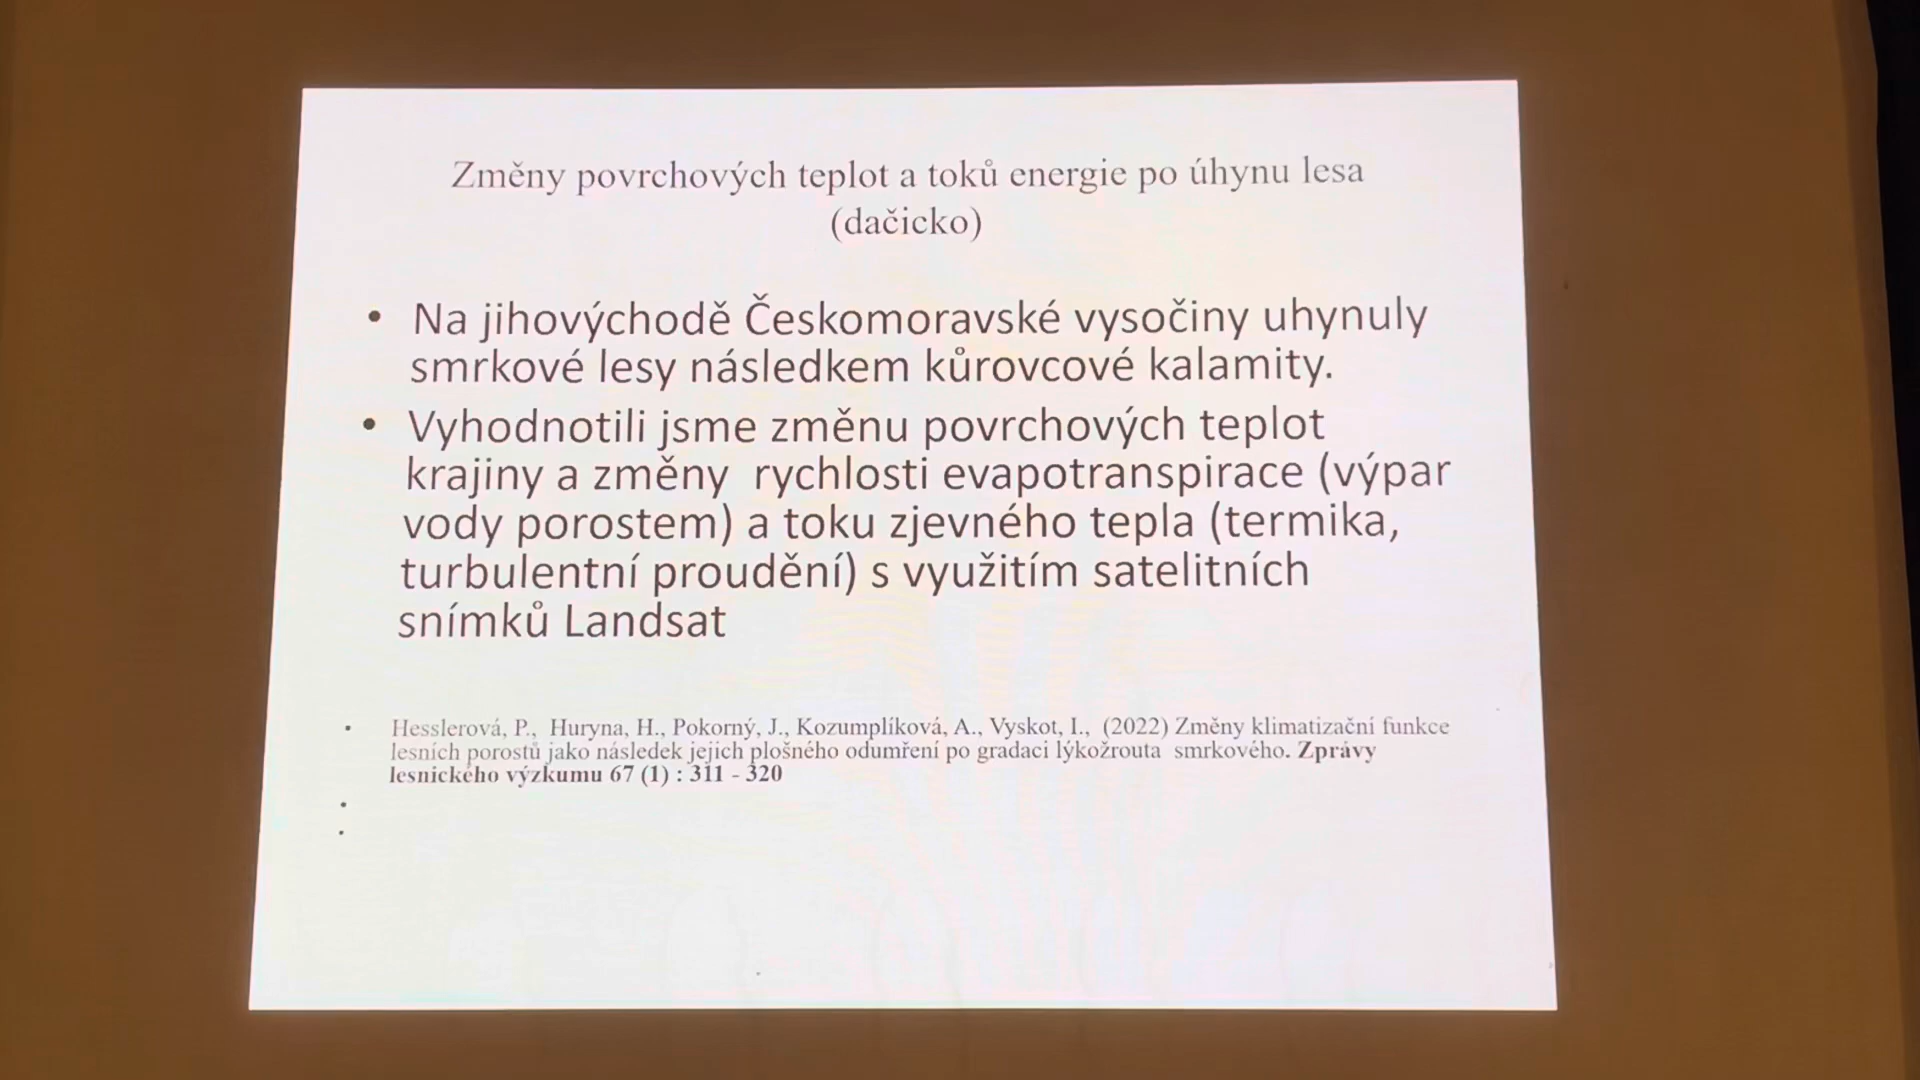 Změny povrchových teplot a toků energie po úhynu lesa
(dačicko)
• Na jihovýchodě Českomoravské vysočiny uhynuly
smrkové lesy následkem kůrovcové kalamity.
• Vyhodnotili jsme změnu povrchových teplot
krajiny a změny rychlosti evapotranspirace (výpar
vody porostem) a toku zjevného tepla (termika,
turbulentní proudění) s využitím satelitních
snímků Landsat
• Hesslerová, P., Huryna, H., Pokorný, J., Kozumplíková, A., Vyskot, I., (2022) Změny klimatizační funkce
lesních porostů jako následek jejich plošného odumření po gradaci lýkožrouta smrkového. Zprávy
lesnického výzkumu 67 (1) : 311 - 320